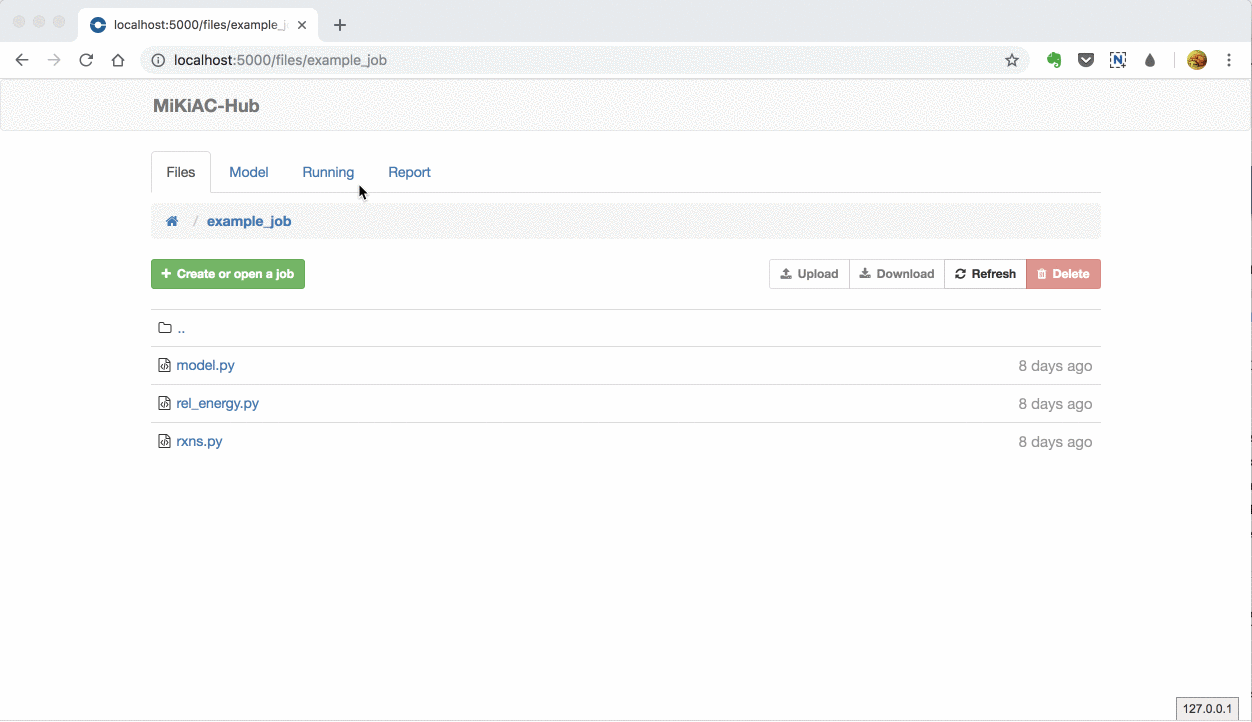 localhost:5000/files/example_j
localhost:5000/files/example_job
MiKiAC-Hub
Files Model Running Report
/ example_job
+ Create or open a job Upload Download Refresh Delete
..
model.py 8 days ago
rel_energy.py 8 days ago
rxns.py 8 days ago
127.0.0.1